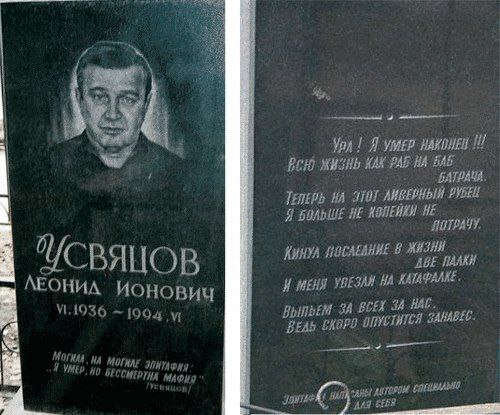 Усвяцов
Леонид Ионович
VI. 1936 ~ 1994. VI
Могила, на могиле эпитафия:
„Я умер, но бессмертна мафия"
(Усвяцов)
Ура! Я умер наконец!!!
Всю жизнь как раб на баб
батрача.
Теперь на этот ливерный рубец
Я больше не копейки не
потрачу.
Кинул последние в жизни
две палки
И меня увезли на катафалке.
Выпьем за всех за нас,
Ведь скоро опустится занавес.
Эпитафии написаны автором специально
для себя